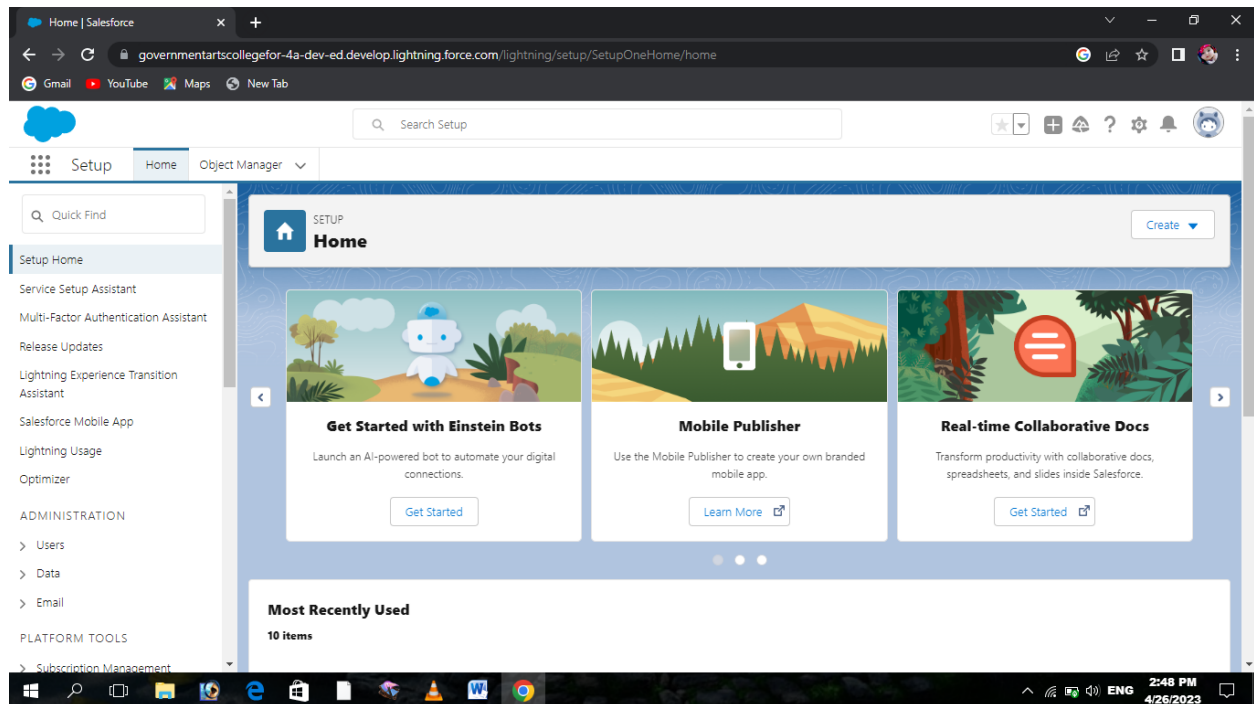 Home | Salesforce
governmentartscollegefor-4a-dev-ed.develop.lightning.force.com/lightning/setup/SetupOneHome/home
Gmail YouTube Maps New Tab
Search Setup
Setup Home Object Manager
Quick Find
Setup Home
Service Setup Assistant
Multi-Factor Authentication Assistant
Release Updates
Lightning Experience Transition
Assistant
Salesforce Mobile App
Lightning Usage
Optimizer
ADMINISTRATION
Users
Data
Email
PLATFORM TOOLS
Subscription Management
SETUP
Home
Create
Get Started with Einstein Bots
Launch an AI-powered bot to automate your digital
connections.
Get Started
Mobile Publisher
Use the Mobile Publisher to create your own branded
mobile app.
Learn More
Real-time Collaborative Docs
Transform productivity with collaborative docs,
spreadsheets, and slides inside Salesforce.
Get Started
Most Recently Used
10 items
ENG
2:48 PM
4/26/2023